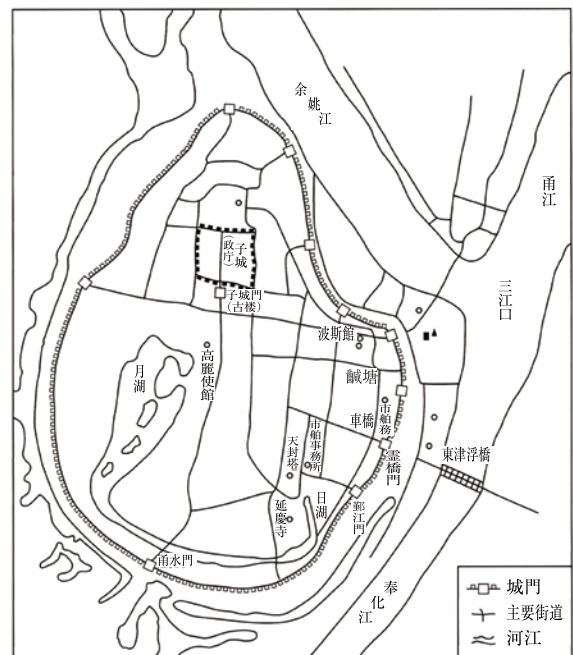 余姚江
甬江
三江口
子城
(政庁)
子城門
(古楼)
波斯館
高麗使館
月湖
鹹塘
車橋
市舶務
市舶事務所
天封塔
霊橋門
東津浮橋
日湖
鄞江門
延慶寺
甬水門
奉化江
城門
主要街道
河江